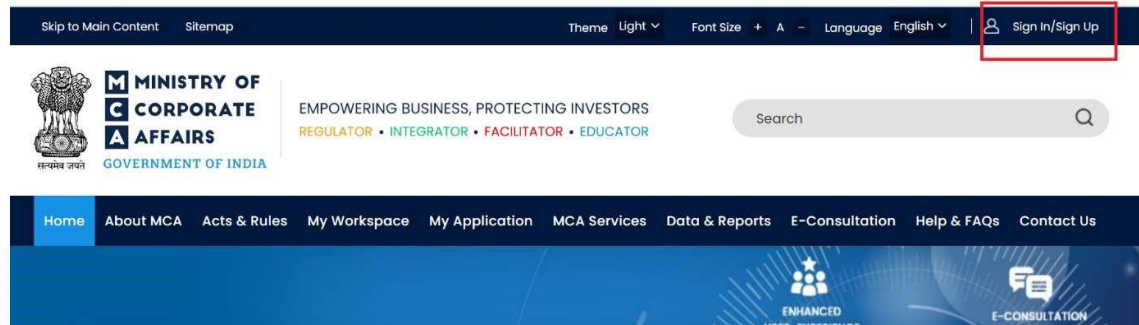 Skip to Main Content Sitemap Theme Light Font Size + A - Language English Sign In/Sign Up
M MINISTRY OF
C CORPORATE
A AFFAIRS
GOVERNMENT OF INDIA
सत्यमेव जयते
EMPOWERING BUSINESS, PROTECTING INVESTORS
REGULATOR • INTEGRATOR • FACILITATOR • EDUCATOR
Search
Home About MCA Acts & Rules My Workspace My Application MCA Services Data & Reports E-Consultation Help & FAQs Contact Us
ENHANCED
USER EXPERIENCE
E-CONSULTATION